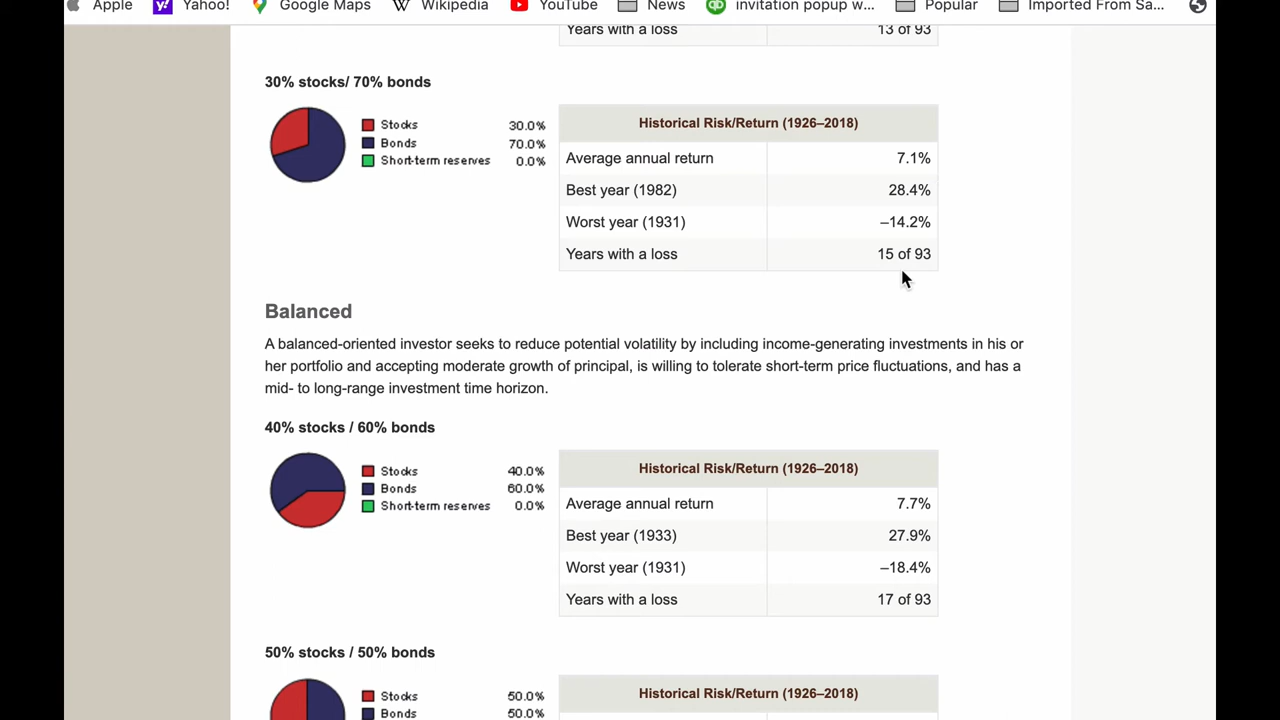 Apple Yahoo! Google Maps Wikipedia YouTube News invitation popup w... Popular Imported From Sa...
Years with a loss 13 of 93
30% stocks/ 70% bonds
Stocks 30.0%
Bonds 70.0%
Short-term reserves 0.0%
Historical Risk/Return (1926–2018)
Average annual return 7.1%
Best year (1982) 28.4%
Worst year (1931) –14.2%
Years with a loss 15 of 93
Balanced
A balanced-oriented investor seeks to reduce potential volatility by including income-generating investments in his or
her portfolio and accepting moderate growth of principal, is willing to tolerate short-term price fluctuations, and has a
mid- to long-range investment time horizon.
40% stocks / 60% bonds
Stocks 40.0%
Bonds 60.0%
Short-term reserves 0.0%
Historical Risk/Return (1926–2018)
Average annual return 7.7%
Best year (1933) 27.9%
Worst year (1931) –18.4%
Years with a loss 17 of 93
50% stocks / 50% bonds
Stocks 50.0%
Bonds 50.0%
Historical Risk/Return (1926–2018)